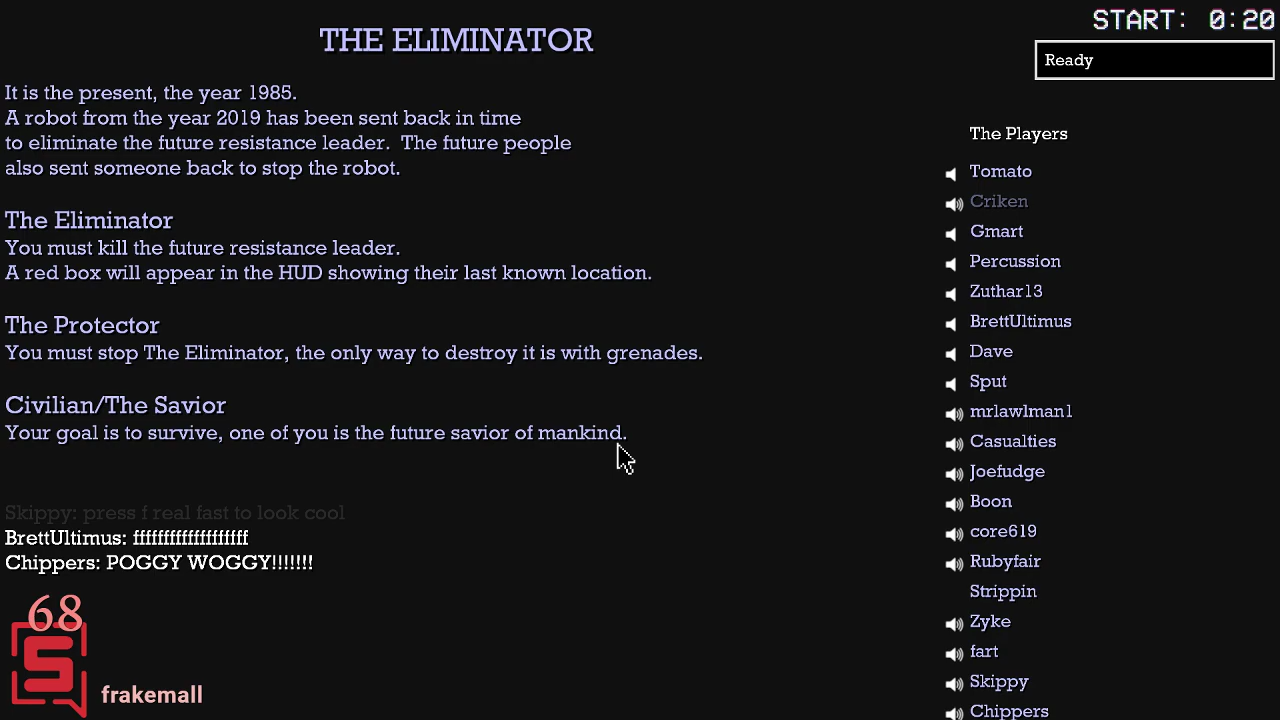 THE ELIMINATOR
START: 0:20
Ready
It is the present, the year 1985.
A robot from the year 2019 has been sent back in time
to eliminate the future resistance leader. The future people
also sent someone back to stop the robot.
The Eliminator
You must kill the future resistance leader.
A red box will appear in the HUD showing their last known location.
The Protector
You must stop The Eliminator, the only way to destroy it is with grenades.
Civilian/The Savior
Your goal is to survive, one of you is the future savior of mankind.
Skippy: press f real fast to look cool
BrettUltimus: fffffffffffffffffff
Chippers: POGGY WOGGY!!!!!!!
68
S
frakemall
The Players
Tomato
Criken
Gmart
Percussion
Zuthar13
BrettUltimus
Dave
Sput
mrlawlman1
Casualties
Joefudge
Boon
core619
Rubyfair
Strippin
Zyke
fart
Skippy
Chippers